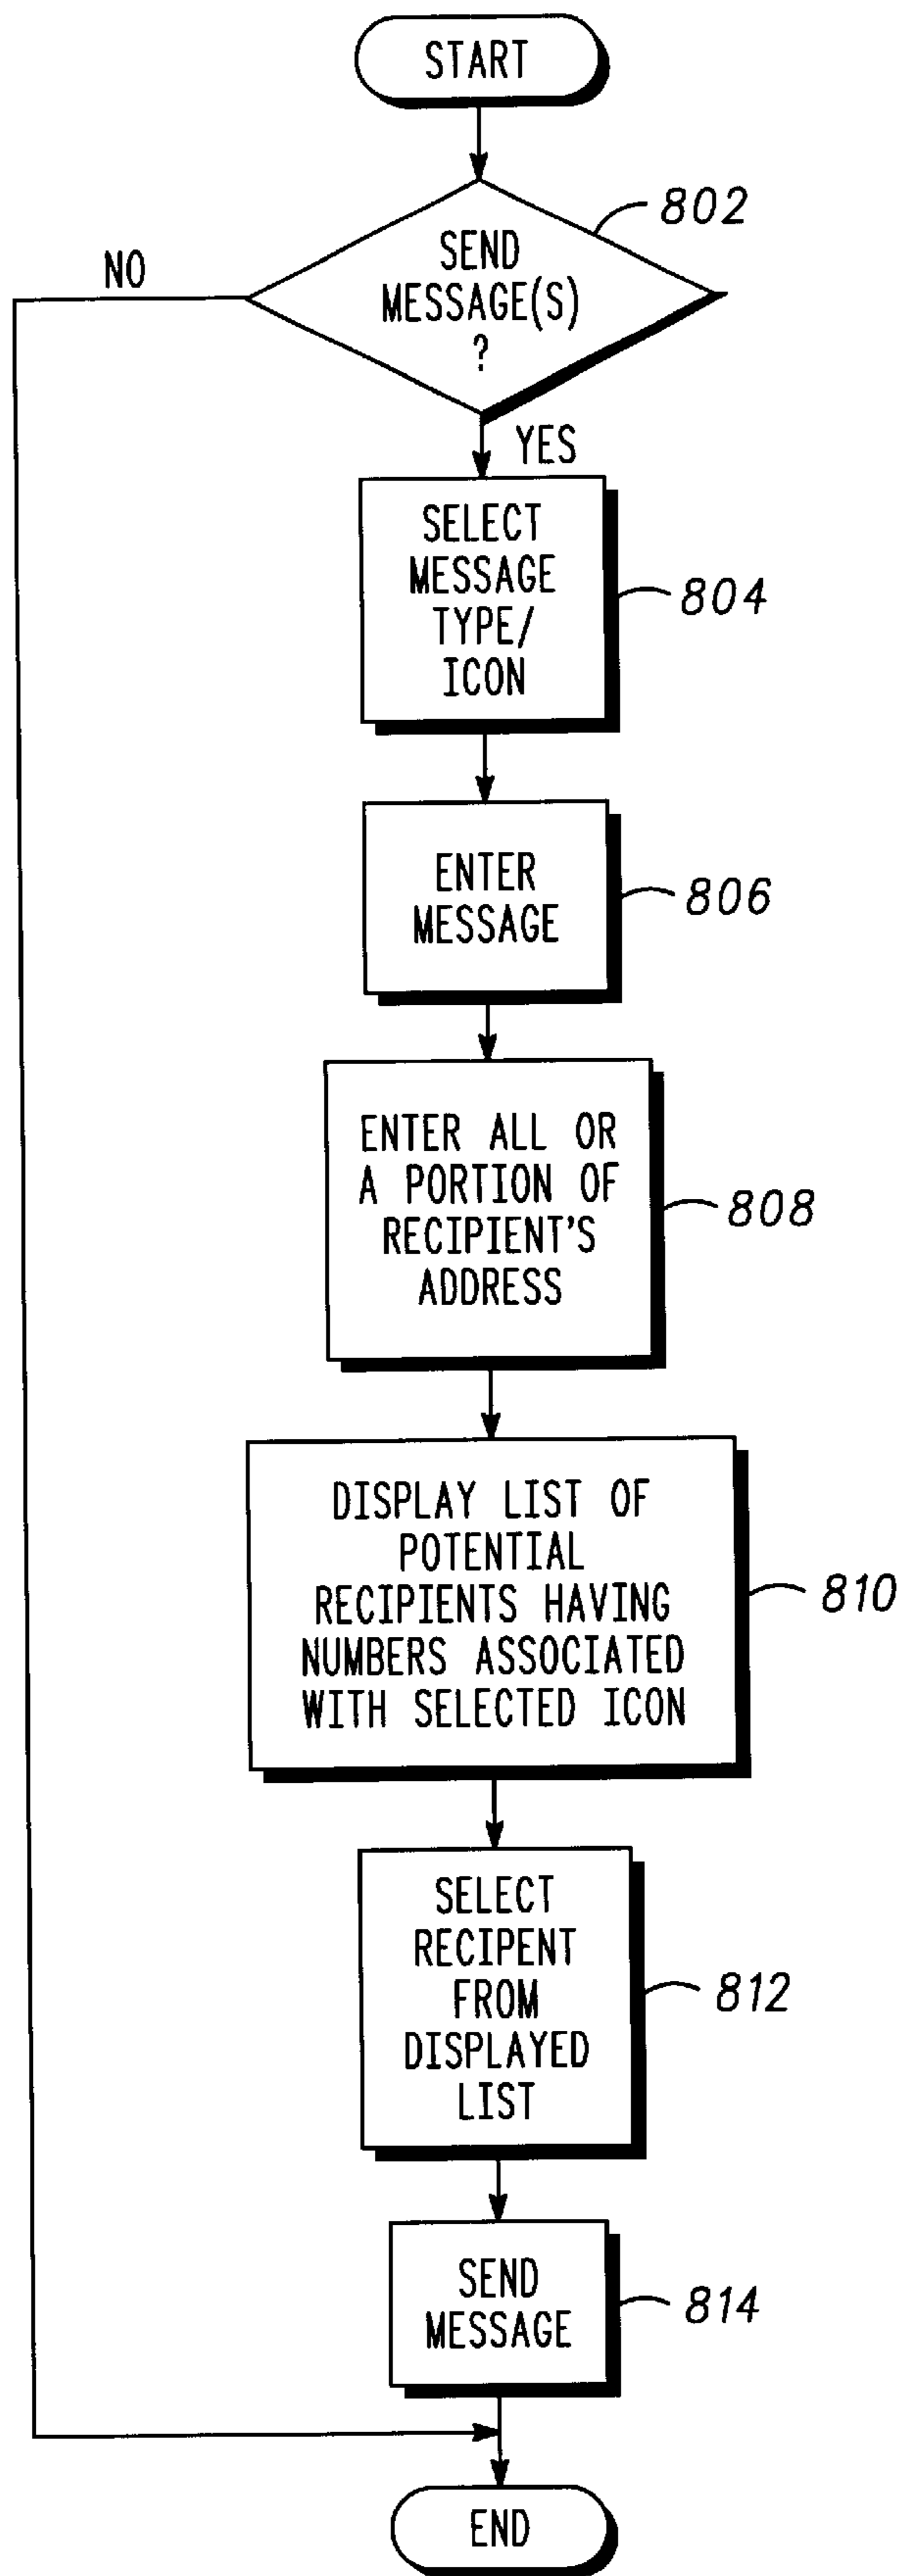 START
802
SEND
MESSAGE(S)
?
NO
YES
SELECT
MESSAGE
TYPE/
ICON
804
ENTER
MESSAGE
806
ENTER ALL OR
A PORTION OF
RECIPIENT'S
ADDRESS
808
DISPLAY LIST OF
POTENTIAL
RECIPIENTS HAVING
NUMBERS ASSOCIATED
WITH SELECTED ICON
810
SELECT
RECIPENT
FROM
DISPLAYED
LIST
812
SEND
MESSAGE
814
END